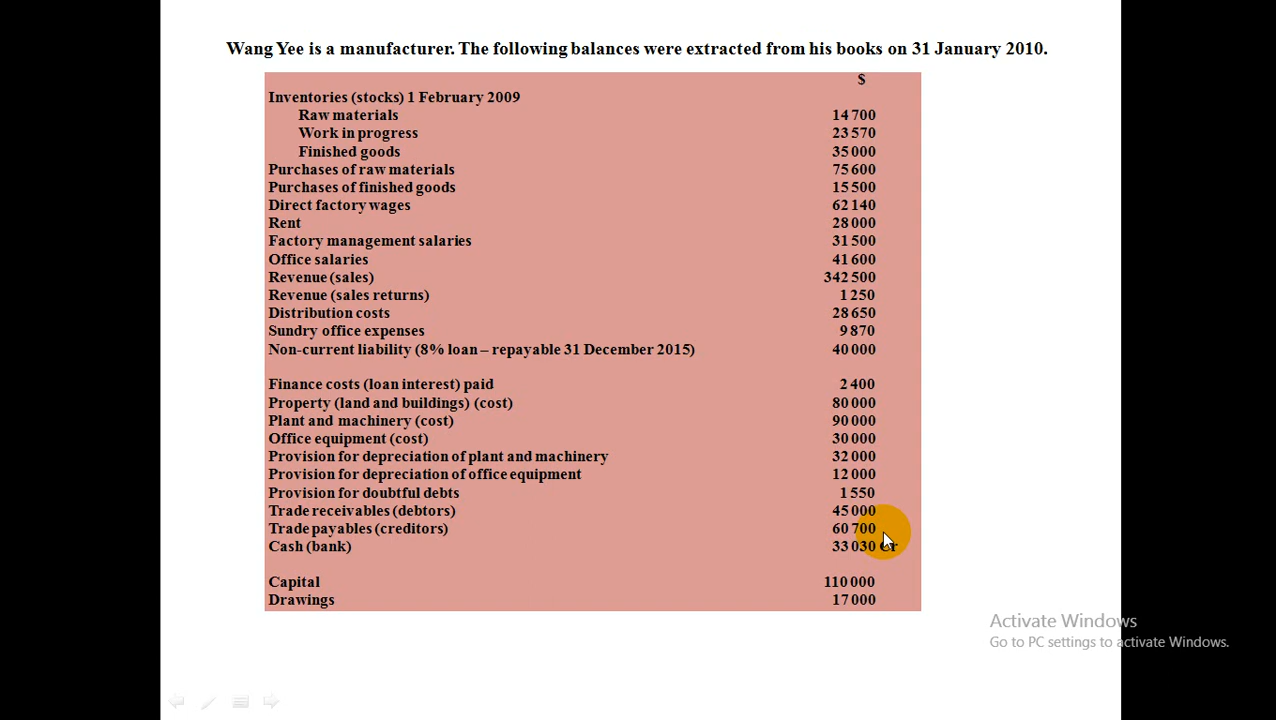 Wang Yee is a manufacturer. The following balances were extracted from his books on 31 January 2010.
$
Inventories (stocks) 1 February 2009
Raw materials 14 700
Work in progress 23 570
Finished goods 35 000
Purchases of raw materials 75 600
Purchases of finished goods 15 500
Direct factory wages 62 140
Rent 28 000
Factory management salaries 31 500
Office salaries 41 600
Revenue (sales) 342 500
Revenue (sales returns) 1 250
Distribution costs 28 650
Sundry office expenses 9 870
Non-current liability (8% loan – repayable 31 December 2015) 40 000
Finance costs (loan interest) paid 2 400
Property (land and buildings) (cost) 80 000
Plant and machinery (cost) 90 000
Office equipment (cost) 30 000
Provision for depreciation of plant and machinery 32 000
Provision for depreciation of office equipment 12 000
Provision for doubtful debts 1 550
Trade receivables (debtors) 45 000
Trade payables (creditors) 60 700
Cash (bank) 33 030 Cr
Capital 110 000
Drawings 17 000
Activate Windows
Go to PC settings to activate Windows.